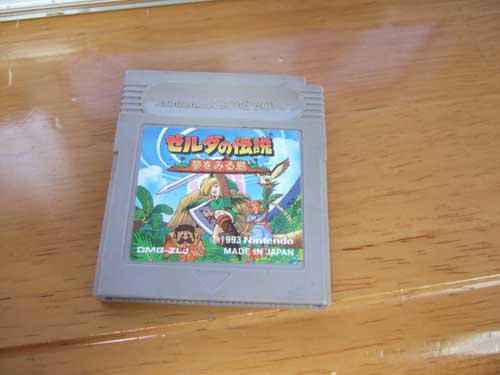 Nintendo GAME BOY
ゼルダの伝説
夢をみる島
©1993 Nintendo
DMG-ZLJ
MADE IN JAPAN